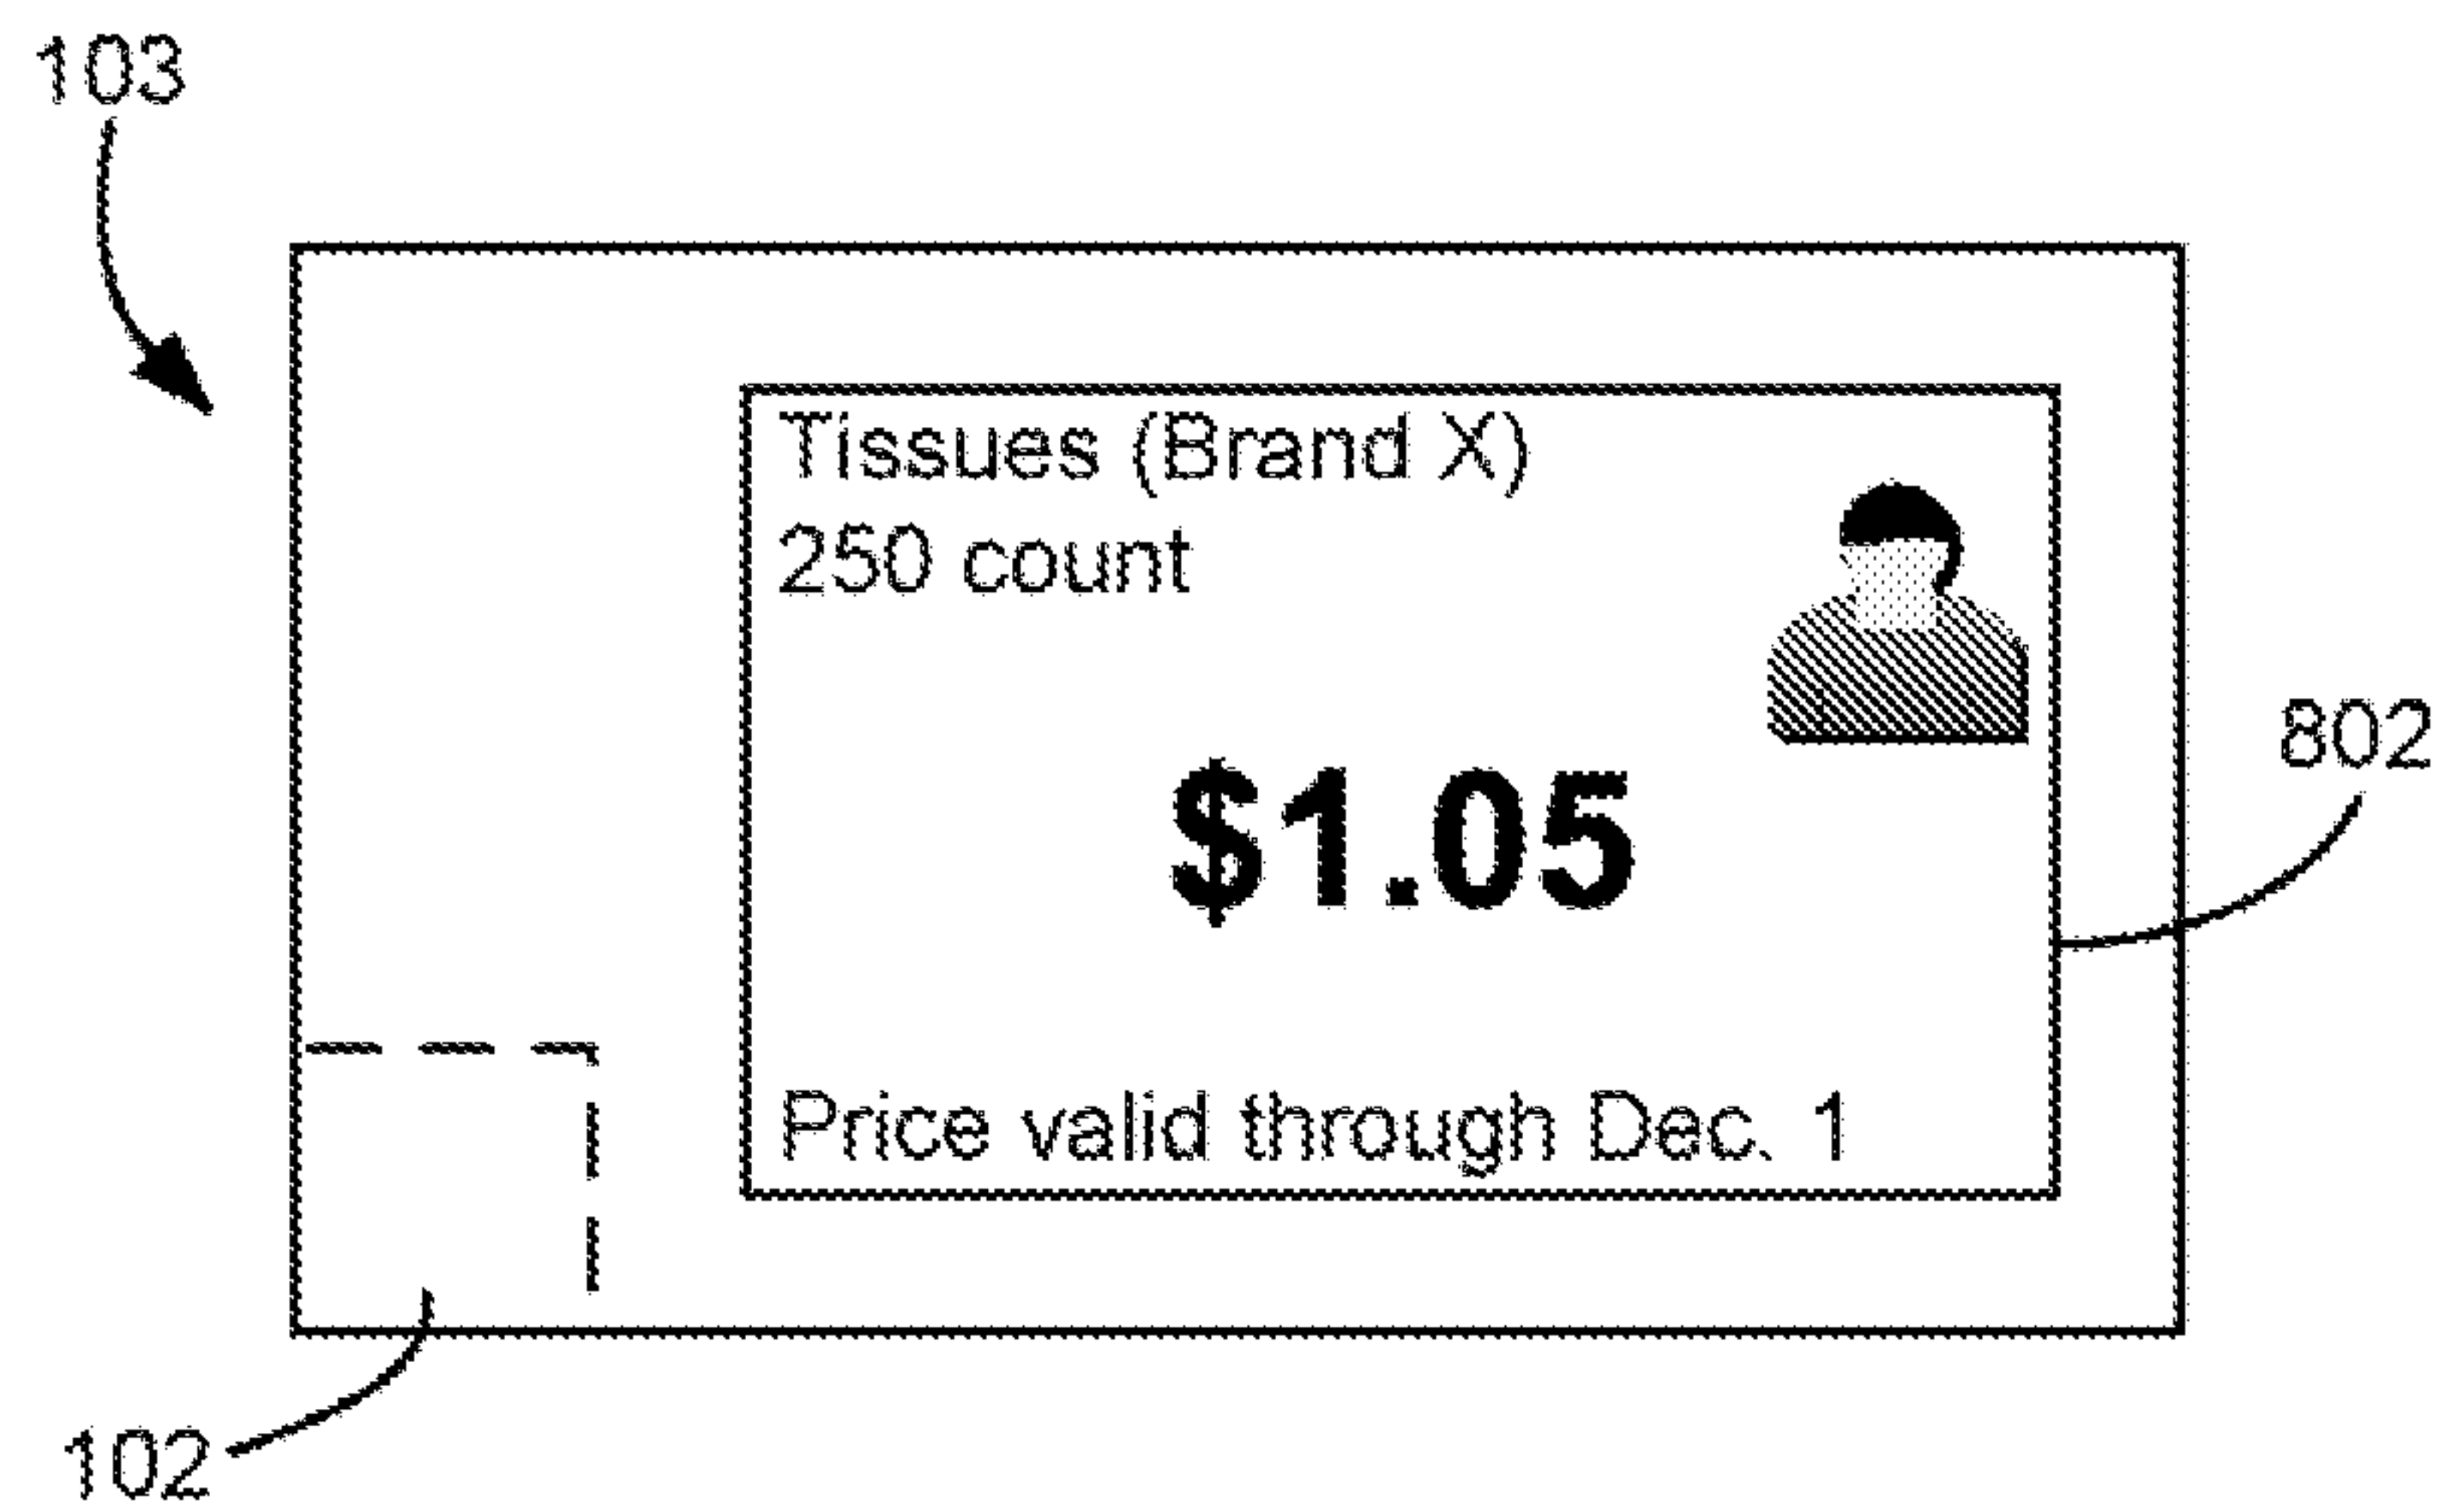 103
Tissues (Brand X)
250 count
802
$1.05
Price valid through Dec. 1
102